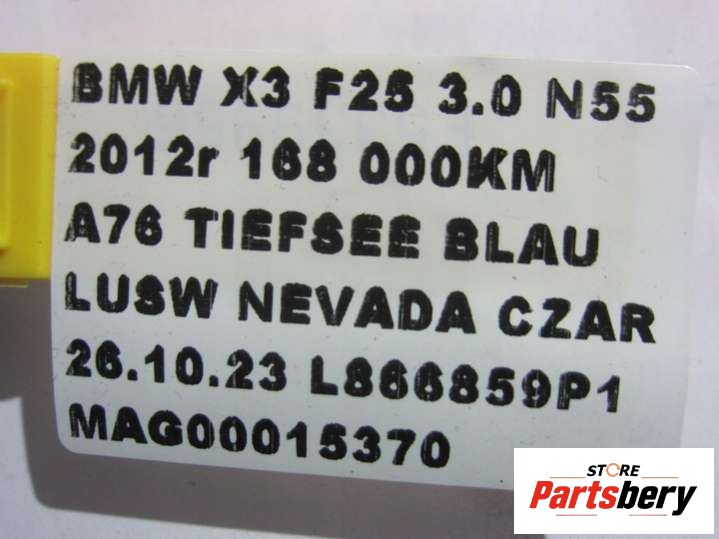 BMW X3 F25 3.0 N55
2012r 168 000KM
A76 TIEFSEE BLAU
LUSW NEVADA CZAR
26.10.23 L866859P1
MAG00015370
STORE
Partsbery